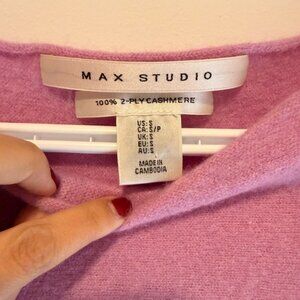 MAX STUDIO
100% 2-PLY CASHMERE
US:S
CA:S/P
UK:S
EU:S
AU:S
MADE IN
CAMBODIA